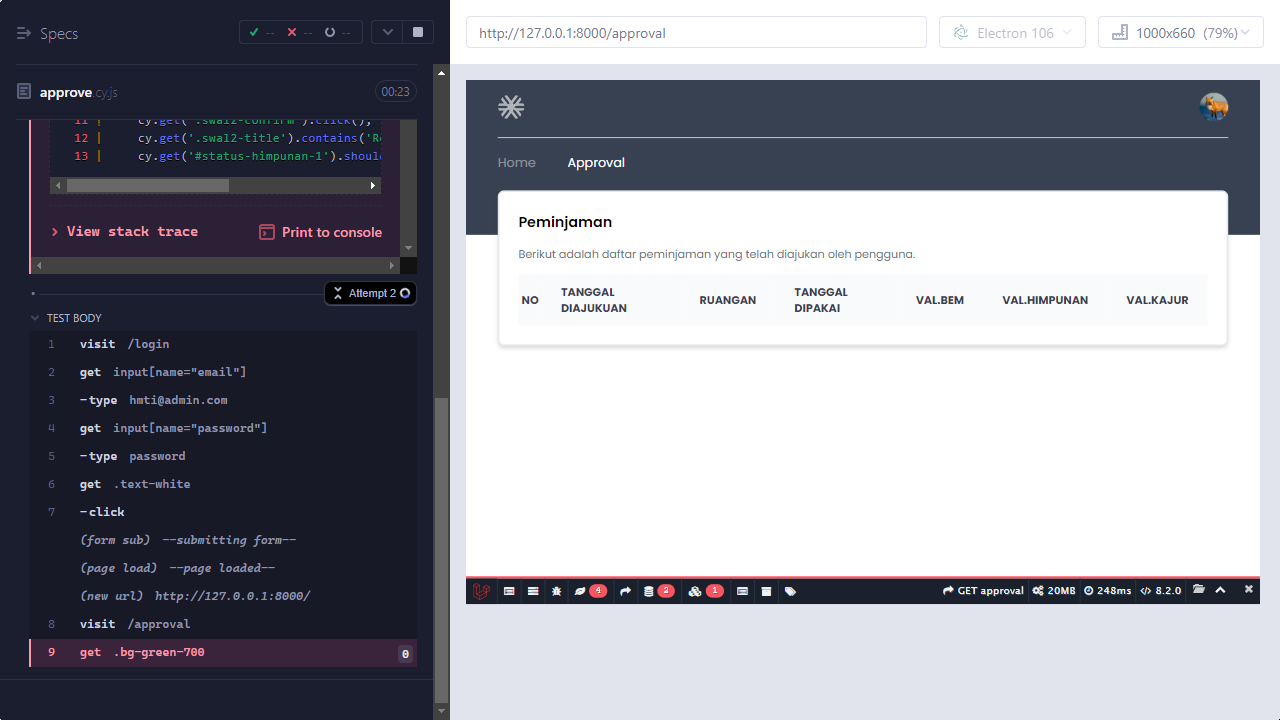 Specs
--
--
--
approve.cy.js
00:23
11 | cy.get('.swal2-confirm').click();
12 | cy.get('.swal2-title').contains('Re
13 | cy.get('#status-himpunan-1').shoul
> View stack trace
Print to console
Attempt 2
TEST BODY
1 visit /login
2 get input[name="email"]
3 -type hmti@admin.com
4 get input[name="password"]
5 -type password
6 get .text-white
7 -click
(form sub) --submitting form--
(page load) --page loaded--
(new url) http://127.0.0.1:8000/
8 visit /approval
9 get .bg-green-700 0
http://127.0.0.1:8000/approval
Electron 106
1000x660 (79%)
Home Approval
Peminjaman
Berikut adalah daftar peminjaman yang telah diajukan oleh pengguna.
NO TANGGAL DIAJUKUAN RUANGAN TANGGAL DIPAKAI VAL.BEM VAL.HIMPUNAN VAL.KAJUR
4 2 1 GET approval 20MB 248ms 8.2.0